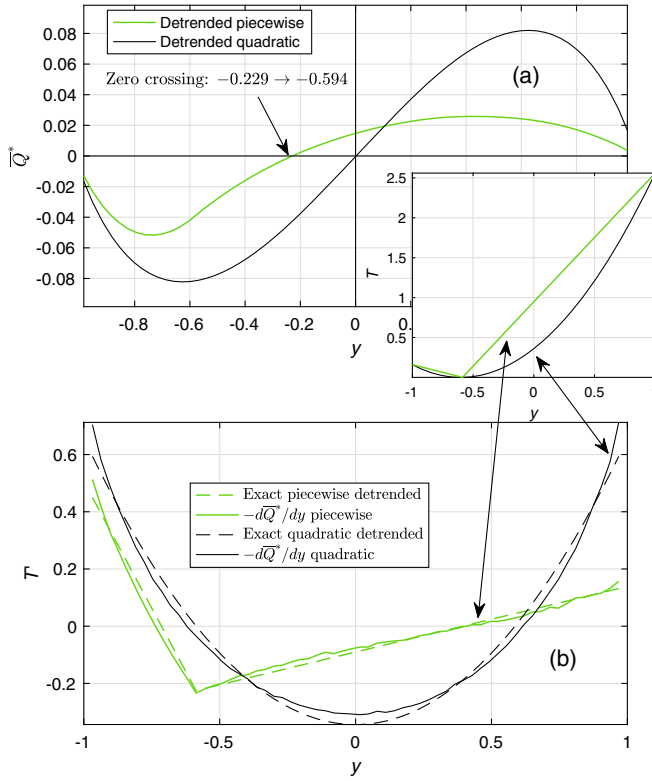 Detrended piecewise
Detrended quadratic
Zero crossing: −0.229 → −0.594
(a)
0.08
0.06
0.04
0.02
0
-0.02
-0.04
-0.06
-0.08
Q̅*
-0.8
-0.6
-0.4
-0.2
0
0.
y
2.5
2
1.5
1
0.5
T
-1
-0.5
0
0.5
y
0.6
0.4
0.2
0
-0.2
T
Exact piecewise detrended
−dQ̅*/dy piecewise
Exact quadratic detrended
−dQ̅*/dy quadratic
(b)
-1
-0.5
0
0.5
1
y